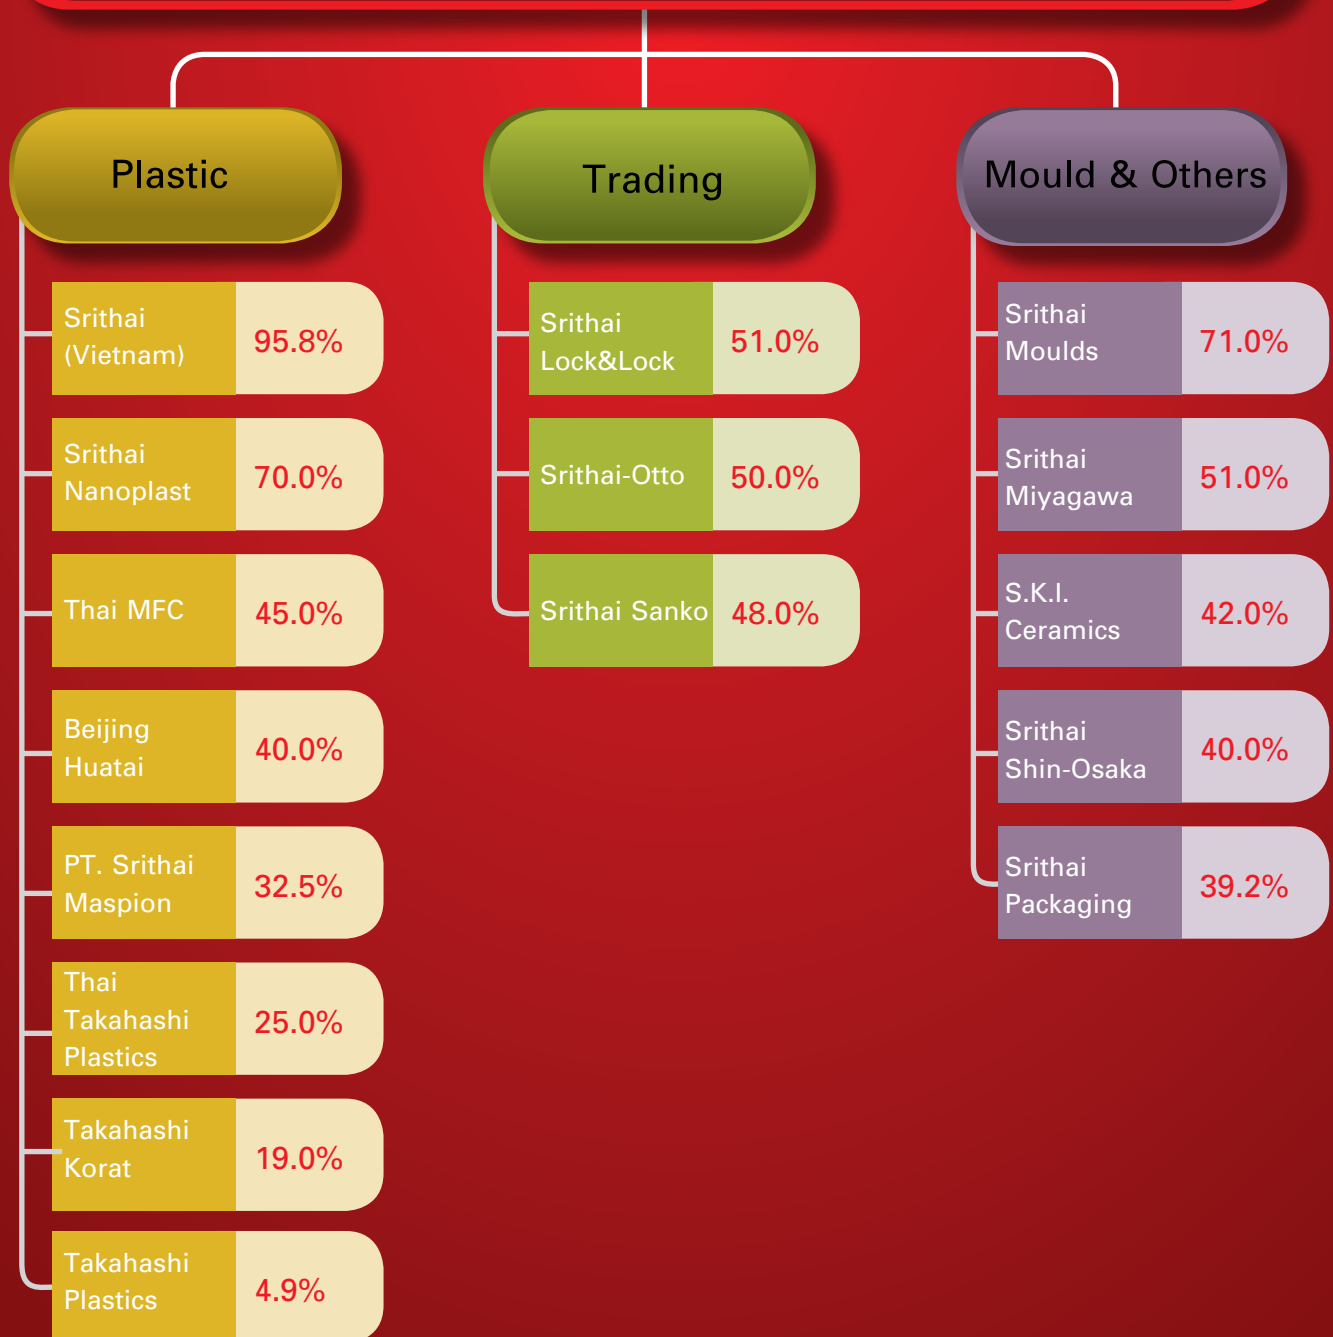 Plastic
Srithai
(Vietnam)
95.8%
Srithai
Nanoplast
70.0%
Thai MFC
45.0%
Beijing
Huatai
40.0%
PT. Srithai
Maspion
32.5%
Thai
Takahashi
Plastics
25.0%
Takahashi
Korat
19.0%
Takahashi
Plastics
4.9%
Trading
Srithai
Lock&Lock
51.0%
Srithai-Otto
50.0%
Srithai Sanko
48.0%
Mould & Others
Srithai
Moulds
71.0%
Srithai
Miyagawa
51.0%
S.K.I.
Ceramics
42.0%
Srithai
Shin-Osaka
40.0%
Srithai
Packaging
39.2%